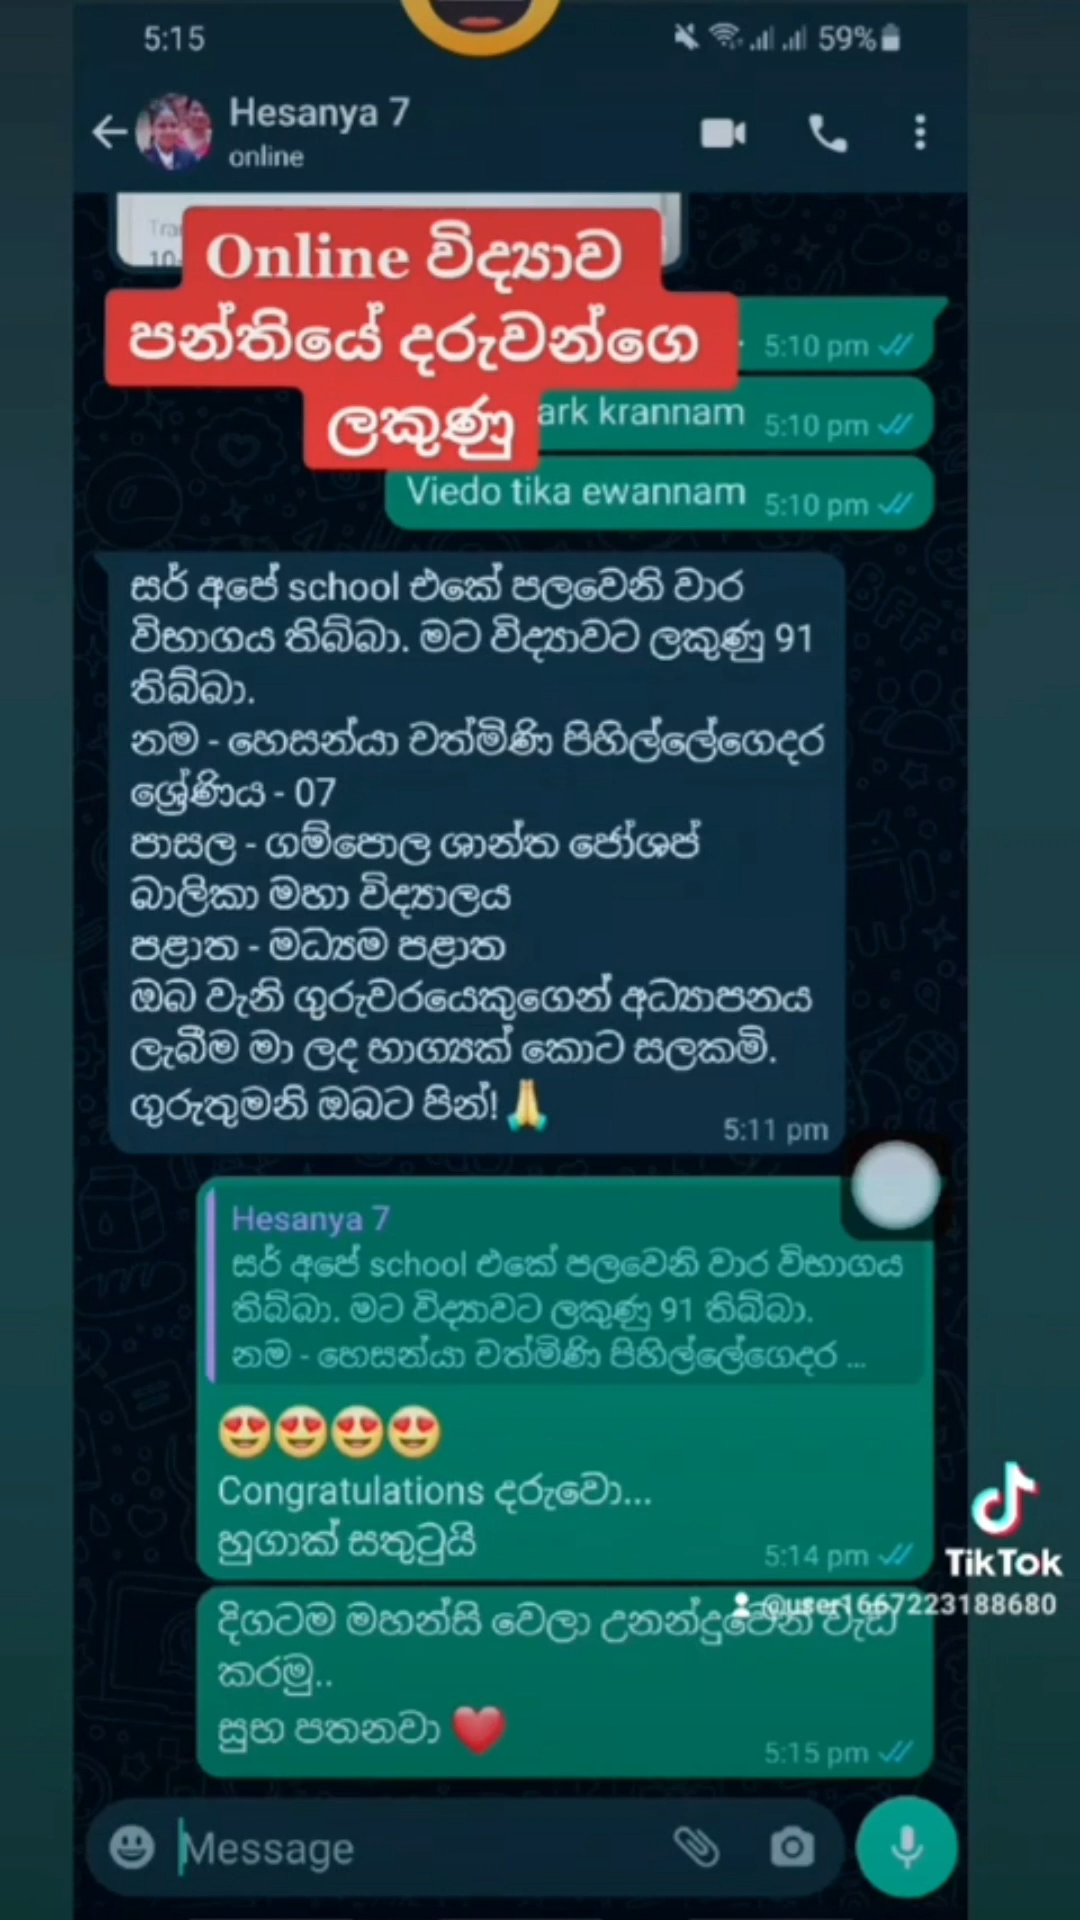 5:15
59%
Hesanya 7
online
Online විද්‍යාව
පන්තියේ දරුවන්ගෙ
ලකුණු
5:10 pm
ark krannam 5:10 pm
Viedo tika ewannam 5:10 pm
සර් අපේ school එකේ පලවෙනි වාර
විභාගය තිබ්බා. මට විද්‍යාවට ලකුණු 91
තිබ්බා.
නම - හෙසන්යා චත්මිණි පිහිල්ලේගෙදර
ශ්‍රේණිය - 07
පාසල - ගම්පොල ශාන්ත ජෝශප්
බාලිකා මහා විද්‍යාලය
පළාත - මධ්‍යම පළාත
ඔබ වැනි ගුරුවරයෙකුගෙන් අධ්‍යාපනය
ලැබීම මා ලද භාග්‍යක් කොට සලකමි.
ගුරුතුමනි ඔබට පින්!🙏
5:11 pm
Hesanya 7
සර් අපේ school එකේ පලවෙනි වාර විභාගය
තිබ්බා. මට විද්‍යාවට ලකුණු 91 තිබ්බා.
නම - හෙසන්යා චත්මිණි පිහිල්ලේගෙදර ...
😍😍😍😍
Congratulations දරුවො...
හුගාක් සතුටුයි
5:14 pm
TikTok
@user1667223188680
දිගටම මහන්සි වෙලා උනන්දුවෙන් වැඩ
කරමු..
සුභ පතනවා ❤️
5:15 pm
Message